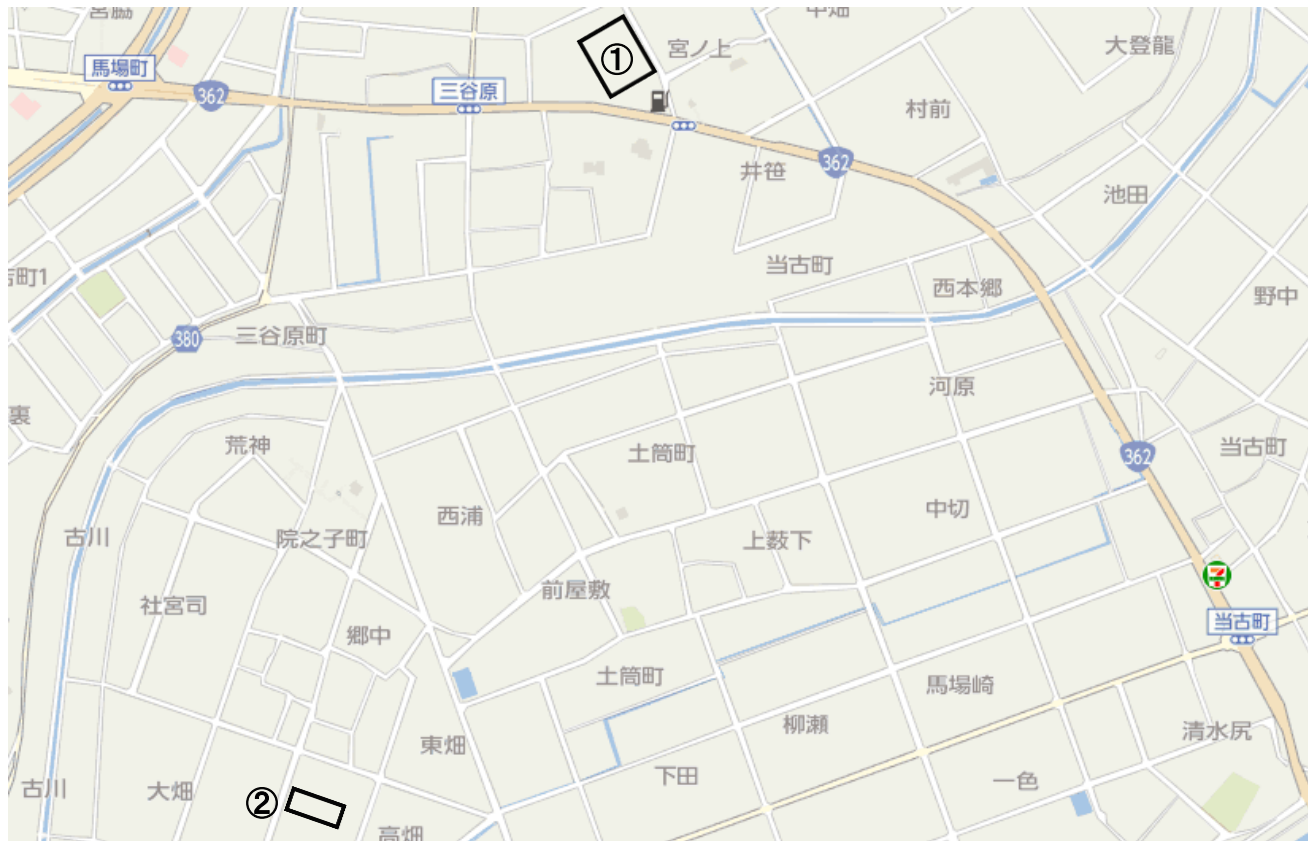 宮脇
中畑
①
宮ノ上
大登龍
馬場町
362
三谷原
村前
井笹
362
池田
当古町
古町1
西本郷
野中
380
三谷原町
河原
裏
荒神
土筒町
当古町
362
西浦
中切
古川
院之子町
上薮下
前屋敷
社宮司
郷中
当古町
土筒町
馬場崎
柳瀬
清水尻
東畑
下田
一色
古川
大畑
②
高畑